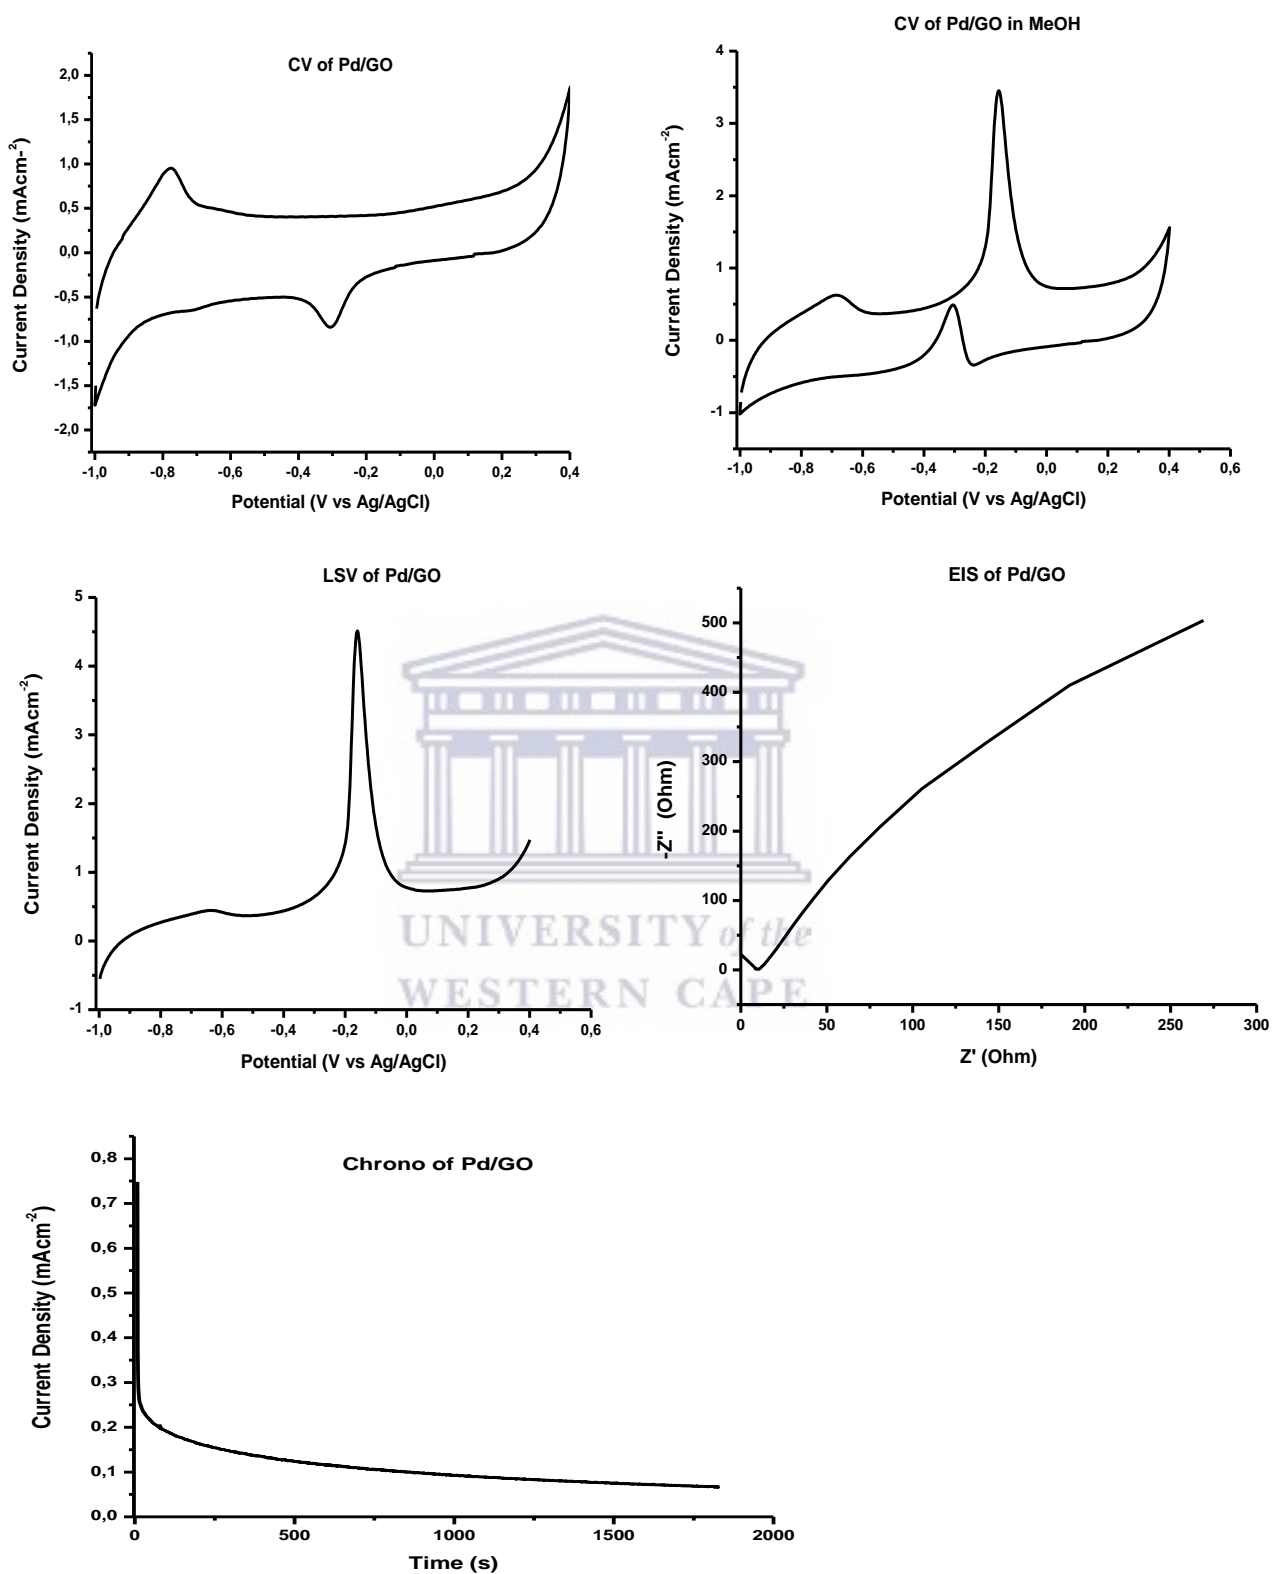 CV of Pd/GO
2,0
1,5
1,0
0,5
0,0
-0,5
-1,0
-1,5
-2,0
Current Density (mAcm-²)
-1,0 -0,8 -0,6 -0,4 -0,2 0,0 0,2 0,4
Potential (V vs Ag/AgCl)
CV of Pd/GO in MeOH
4
3
2
1
0
-1
Current Density (mAcm⁻²)
-1,0 -0,8 -0,6 -0,4 -0,2 0,0 0,2 0,4 0,6
Potential (V vs Ag/AgCl)
LSV of Pd/GO
5
4
3
2
1
0
-1
Current Density (mAcm⁻²)
-1,0 -0,8 -0,6 -0,4 -0,2 0,0 0,2 0,4 0,6
Potential (V vs Ag/AgCl)
EIS of Pd/GO
500
400
300
200
100
0
-Z'' (Ohm)
0 50 100 150 200 250 300
Z' (Ohm)
UNIVERSITY of the
WESTERN CAPE
Chrono of Pd/GO
0,8
0,7
0,6
0,5
0,4
0,3
0,2
0,1
0,0
Current Density (mAcm⁻²)
0 500 1000 1500 2000
Time (s)